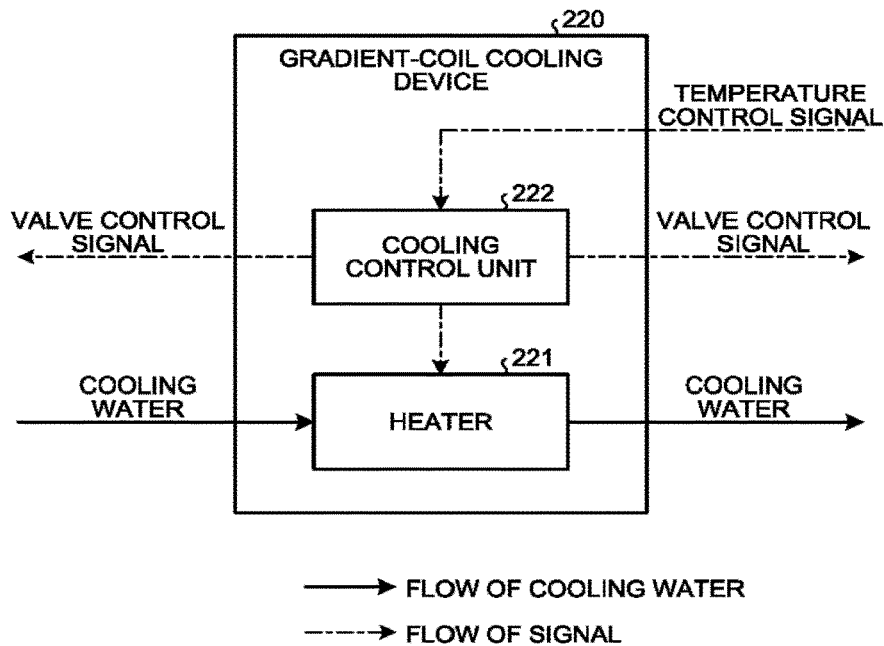 220
GRADIENT-COIL COOLING
DEVICE
TEMPERATURE
CONTROL SIGNAL
222
VALVE CONTROL
SIGNAL
COOLING
CONTROL UNIT
VALVE CONTROL
SIGNAL
221
COOLING
WATER
HEATER
COOLING
WATER
FLOW OF COOLING WATER
FLOW OF SIGNAL